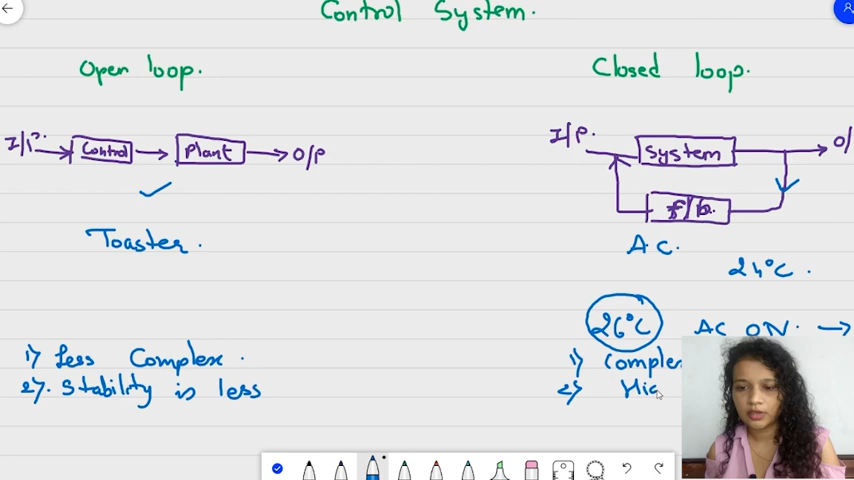 Control System.
Open loop.
Closed loop.
I/P. Control Plant O/P
I/P. System O/
F/B.
Toaster.
AC.
24°C.
26°C AC ON. →
1) Less Complex.
2). Stability is less
1) Complex
2) Hig